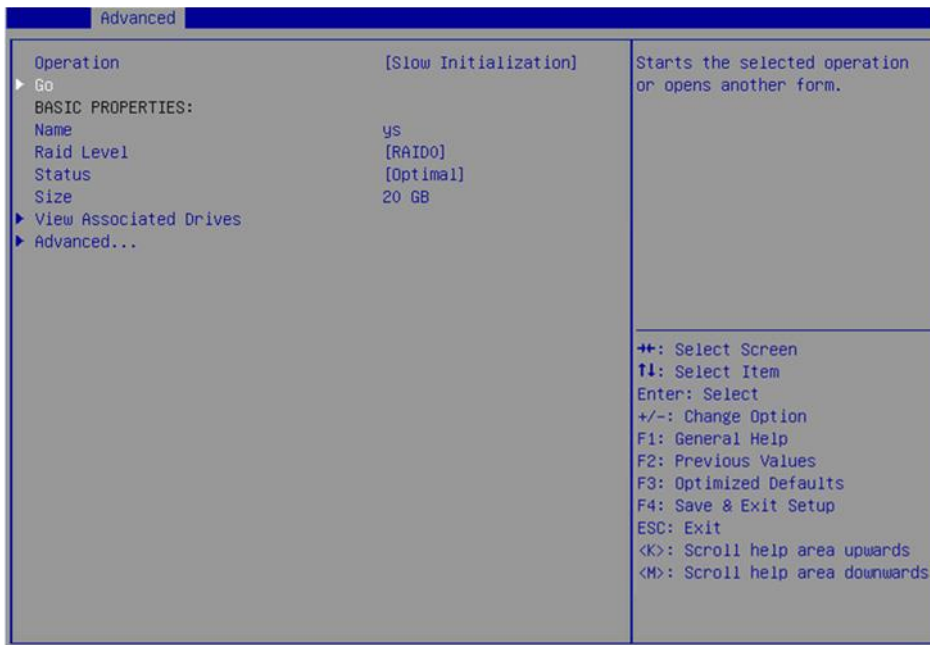 Advanced
Operation [Slow Initialization]
Go
BASIC PROPERTIES:
Name ys
Raid Level [RAID0]
Status [Optimal]
Size 20 GB
View Associated Drives
Advanced...
Starts the selected operation
or opens another form.
→←: Select Screen
↑↓: Select Item
Enter: Select
+/-: Change Option
F1: General Help
F2: Previous Values
F3: Optimized Defaults
F4: Save & Exit Setup
ESC: Exit
<K>: Scroll help area upwards
<M>: Scroll help area downwards